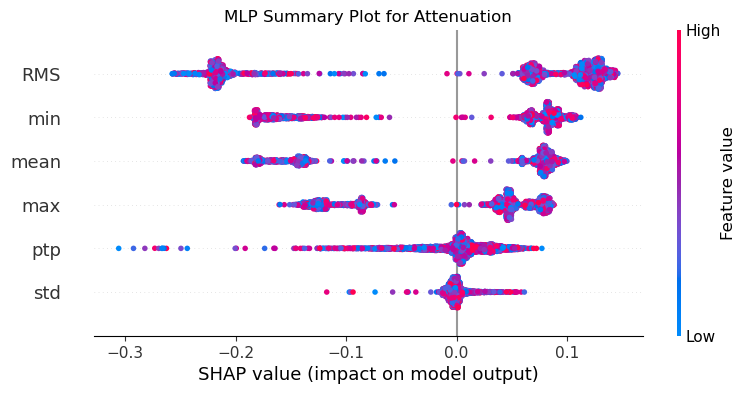 MLP Summary Plot for Attenuation
High
RMS
min
mean
max
ptp
std
Feature value
Low
−0.3 −0.2 −0.1 0.0 0.1
SHAP value (impact on model output)